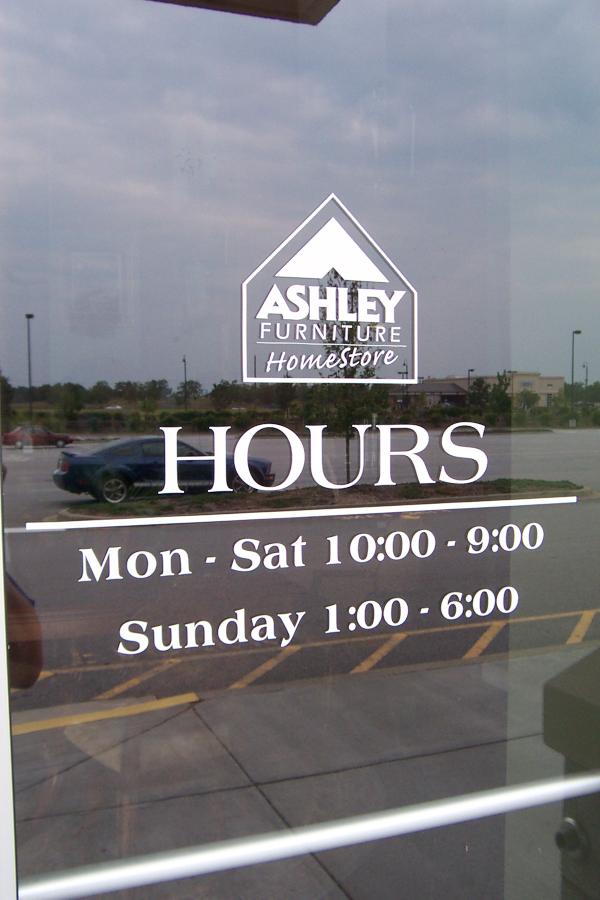 ASHLEY
FURNITURE
HomeStore
HOURS
Mon - Sat 10:00 - 9:00
Sunday 1:00 - 6:00